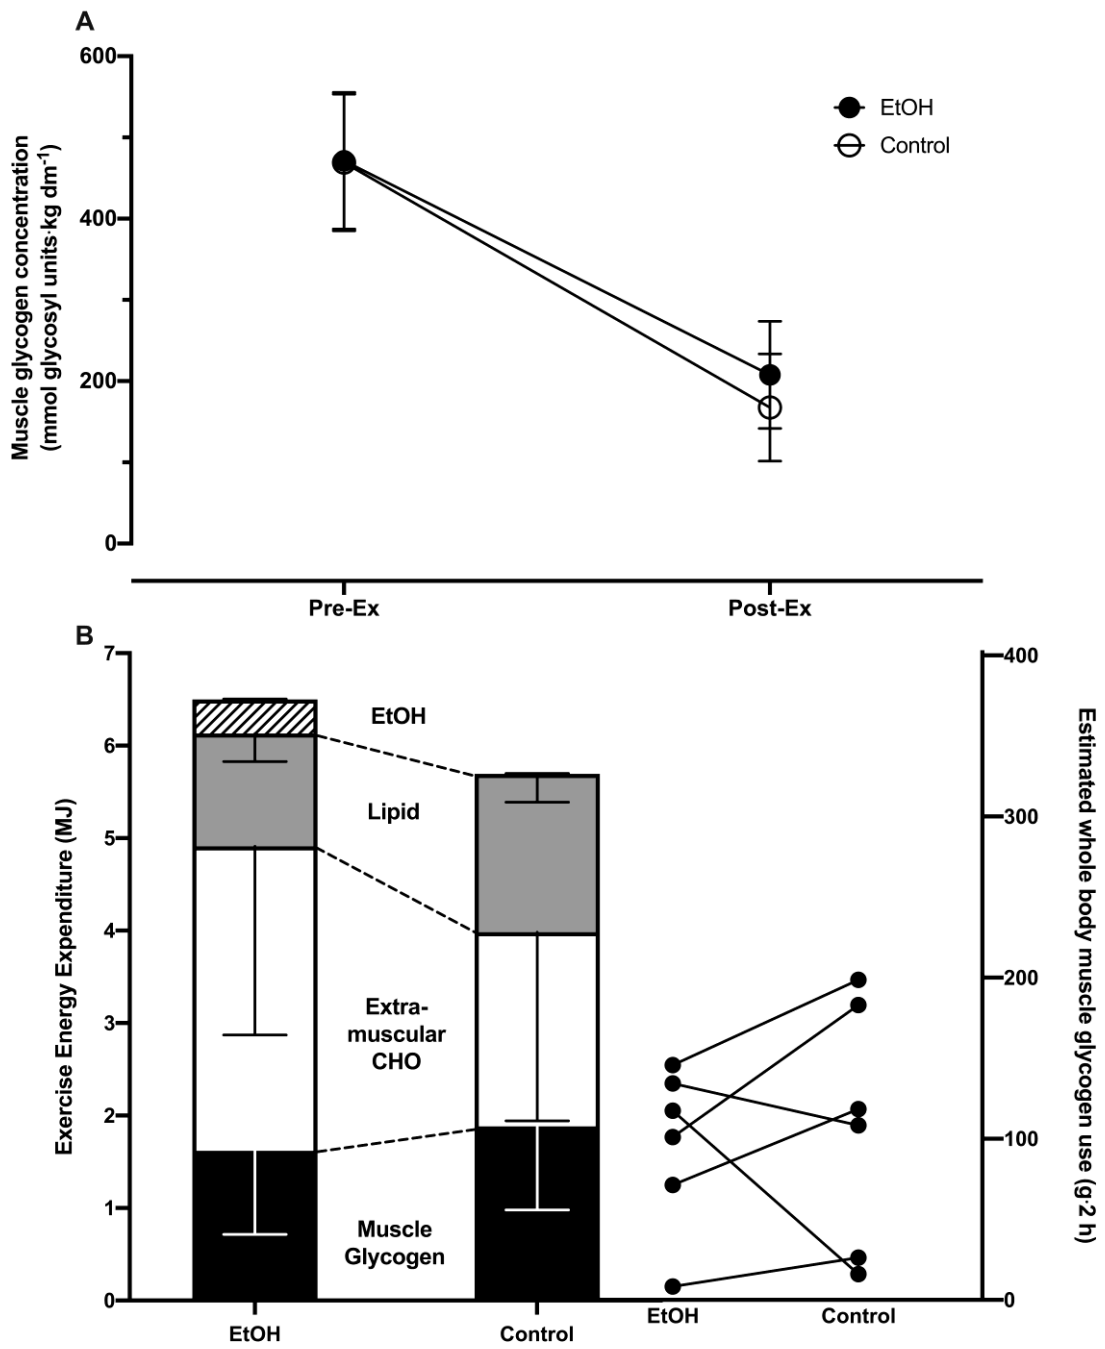 A
600
400
200
0
Muscle glycogen concentration
(mmol glycosyl units·kg dm-1)
EtOH
Control
Pre-Ex
Post-Ex
B
7
6
5
4
3
2
1
0
Exercise Energy Expenditure (MJ)
EtOH
Lipid
Extra-
muscular
CHO
Muscle
Glycogen
EtOH
Control
EtOH
Control
400
300
200
100
0
Estimated whole body muscle glycogen use (g·2 h)